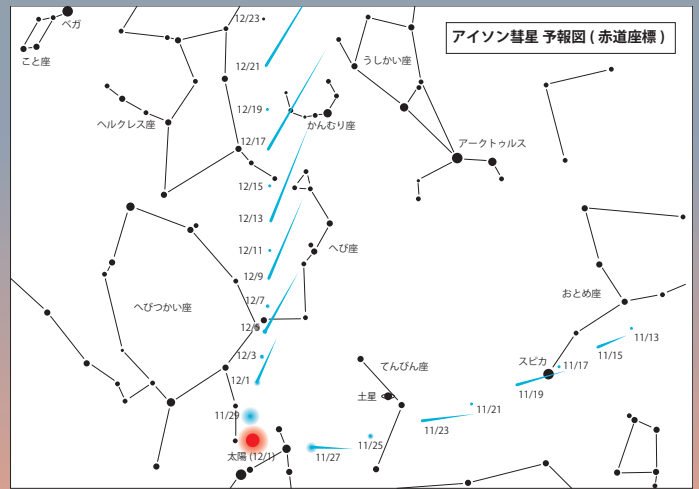 アイソン彗星 予報図 ( 赤道座標 )
ベガ
こと座
12/23
12/21
うしかい座
12/19
ヘルクレス座
かんむり座
12/17
アークトゥルス
12/15
12/13
12/11
へび座
12/9
12/7
へびつかい座
おとめ座
12/5
11/13
11/15
12/3
てんびん座
スピカ
11/17
12/1
11/19
土星
11/21
11/29
11/23
11/25
太陽 (12/1)
11/27